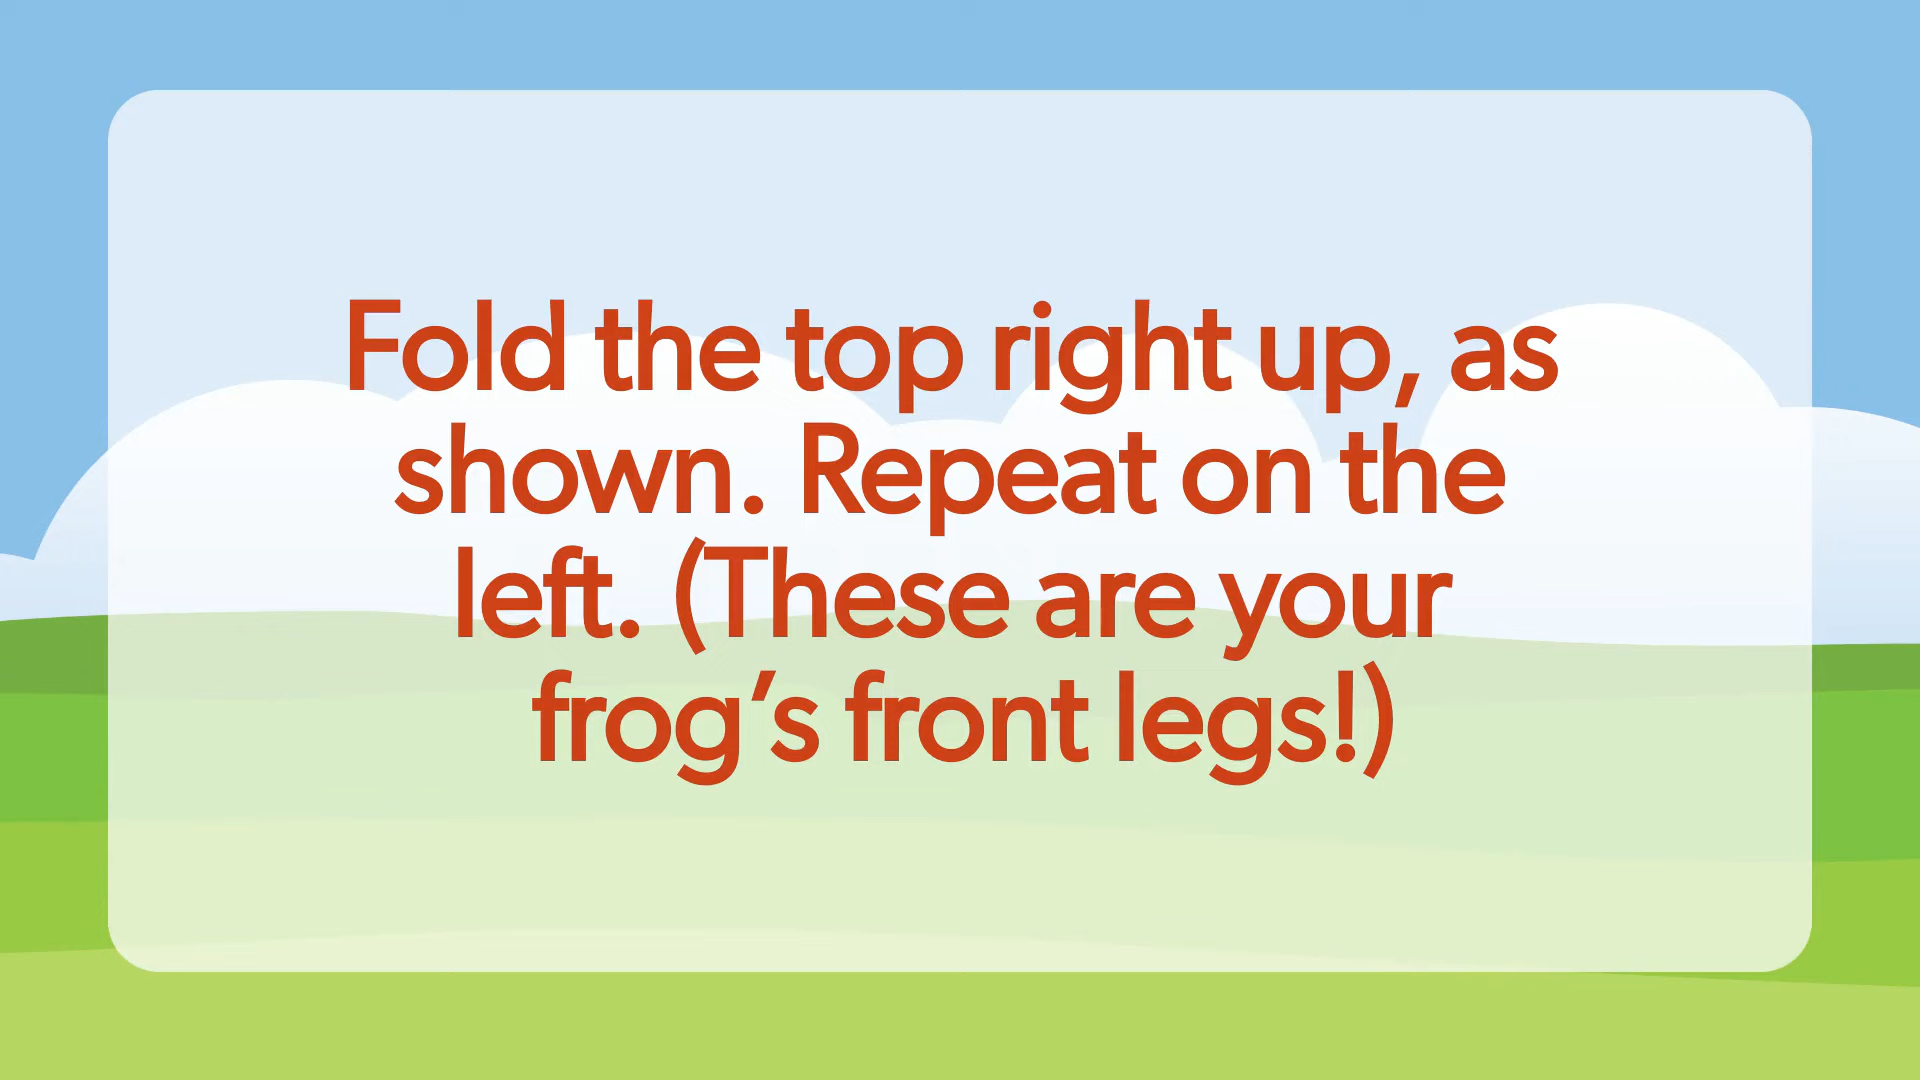 Fold the top right up, as
shown. Repeat on the
left. (These are your
frog’s front legs!)